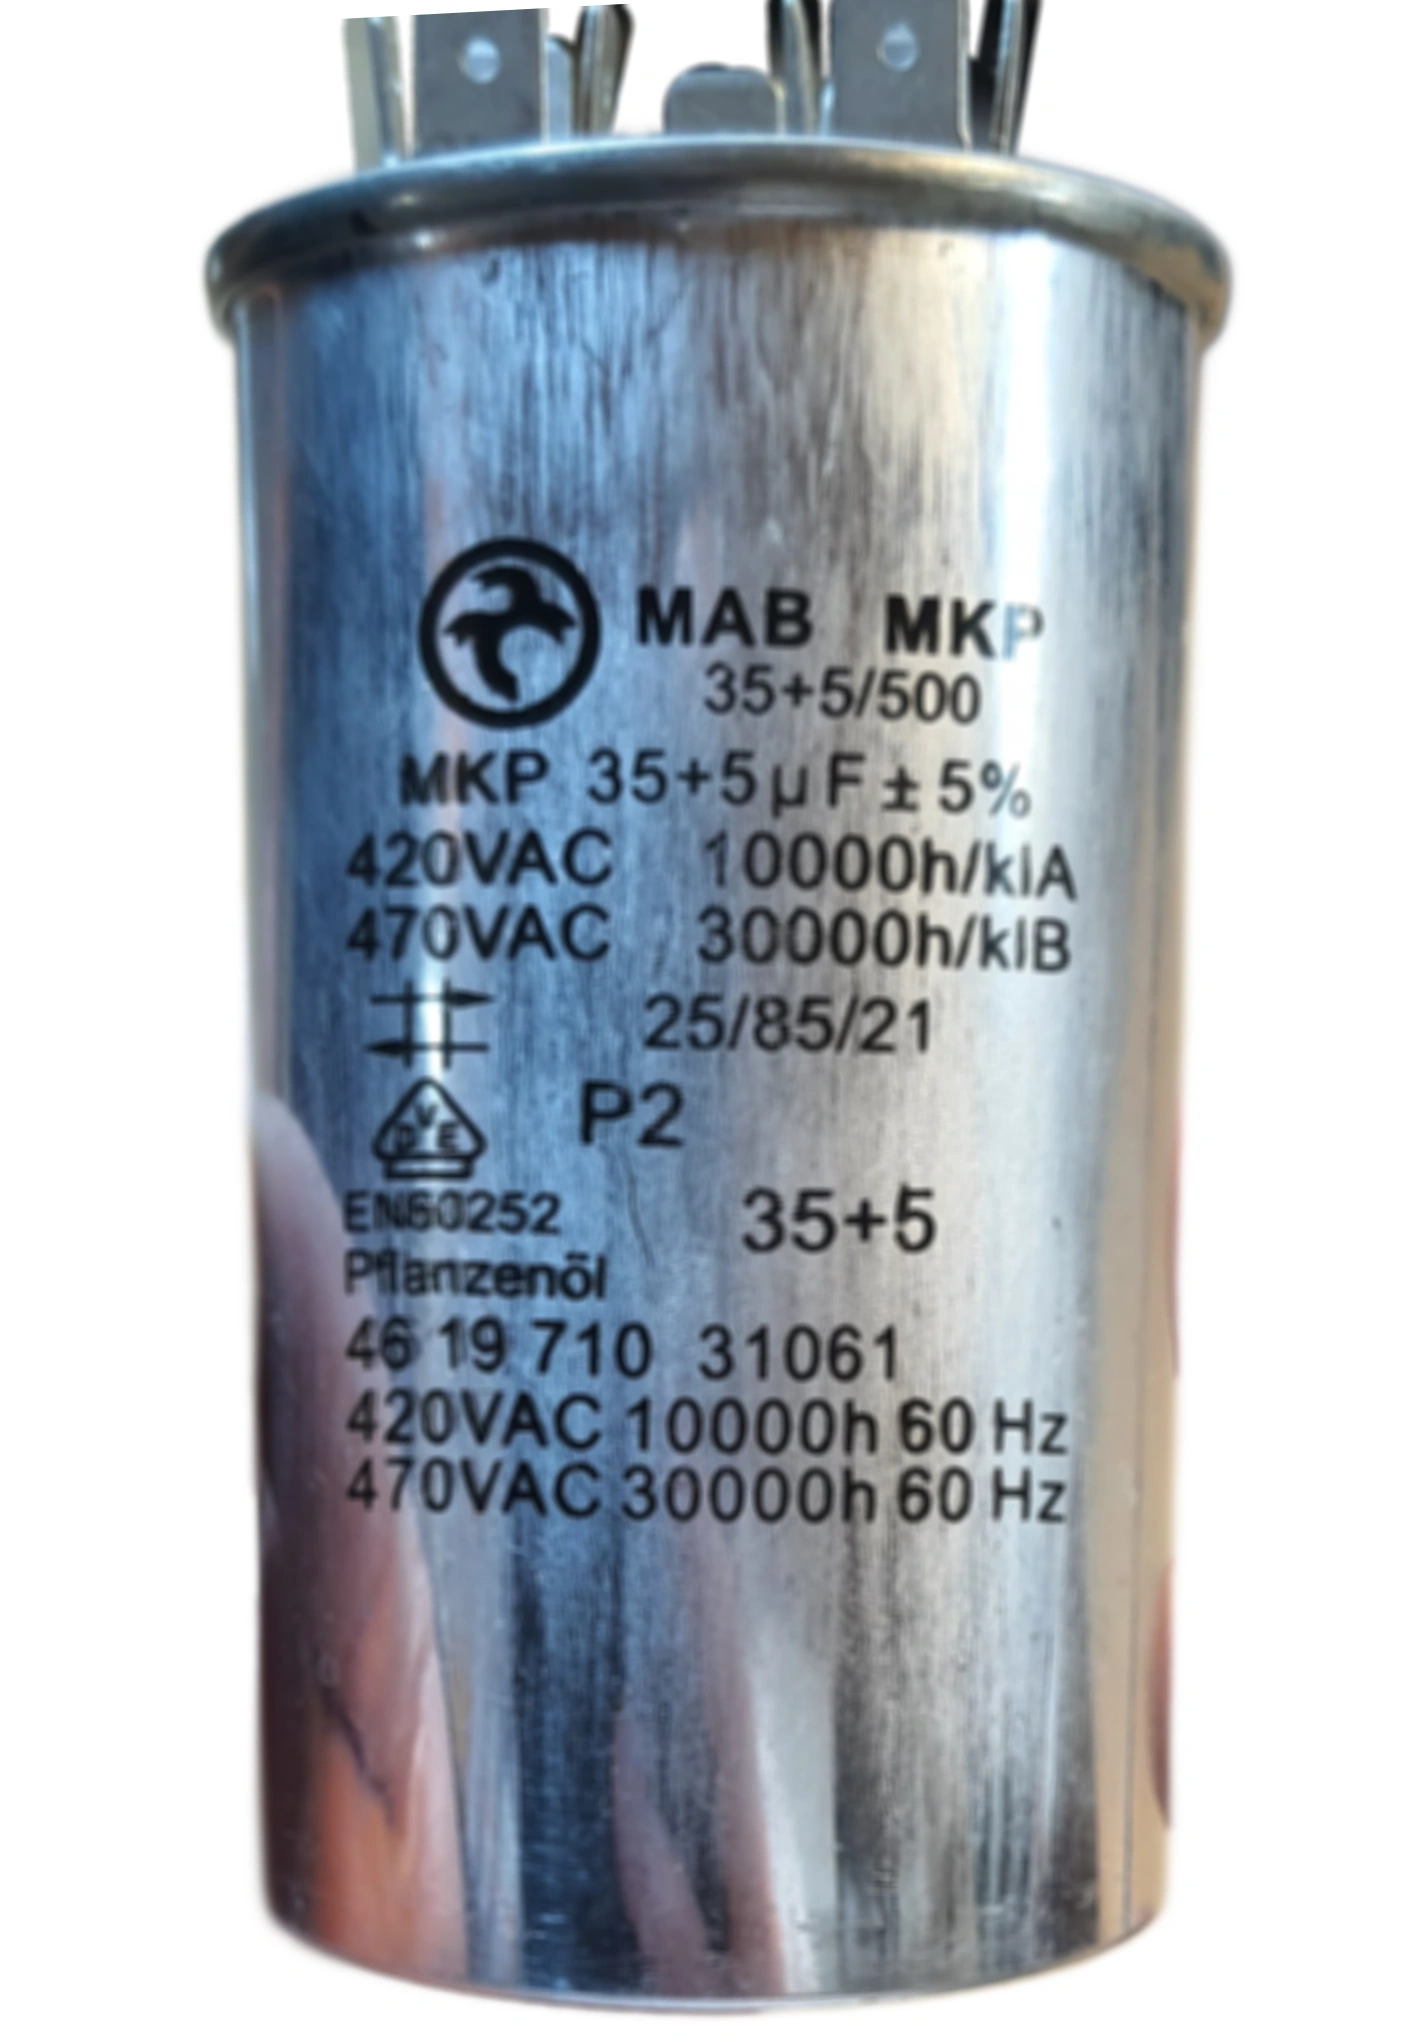 MAB MKP
35+5/500
MKP 35+5µF±5%
420VAC 10000h/klA
470VAC 30000h/klB
25/85/21
VDE P2
EN60252
35+5
Pflanzenöl
46 19 710 31061
420VAC 10000h 60 Hz
470VAC 30000h 60 Hz